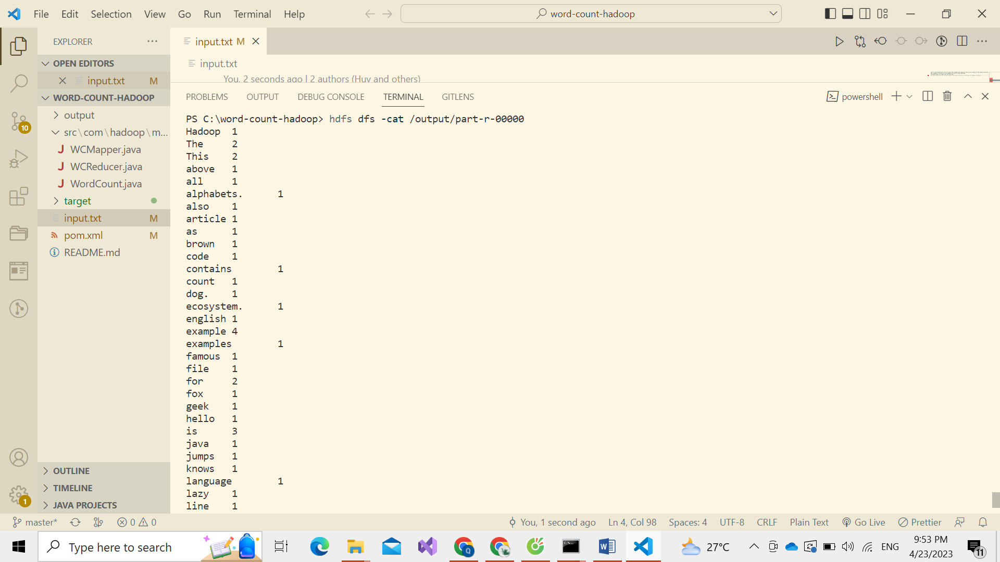 File Edit Selection View Go Run Terminal Help
word-count-hadoop
EXPLORER
OPEN EDITORS
input.txt M
WORD-COUNT-HADOOP
output
src\com\hadoop\m...
J WCMapper.java
J WCReducer.java
J WordCount.java
target
input.txt M
pom.xml M
README.md
OUTLINE
TIMELINE
JAVA PROJECTS
10
1
input.txt M
input.txt
You, 2 seconds ago | 2 authors (Huy and others)
PROBLEMS OUTPUT DEBUG CONSOLE TERMINAL GITLENS
powershell
PS C:\word-count-hadoop> hdfs dfs -cat /output/part-r-00000
Hadoop 1
The 2
This 2
above 1
all 1
alphabets. 1
also 1
article 1
as 1
brown 1
code 1
contains 1
count 1
dog. 1
ecosystem. 1
english 1
example 4
examples 1
famous 1
file 1
for 2
fox 1
geek 1
hello 1
is 3
java 1
jumps 1
knows 1
language 1
lazy 1
line 1
master* 0 0 You, 1 second ago Ln 4, Col 98 Spaces: 4 UTF-8 CRLF Plain Text Go Live Prettier
Type here to search
27°C
ENG
9:53 PM
4/23/2023
11